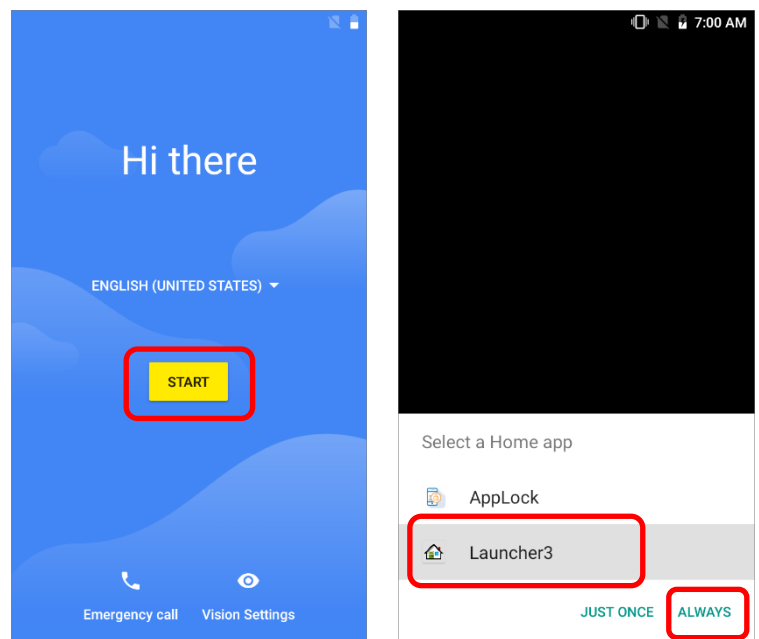 Hi there
ENGLISH (UNITED STATES)
START
Emergency call
Vision Settings
7:00 AM
Select a Home app
AppLock
Launcher3
JUST ONCE
ALWAYS